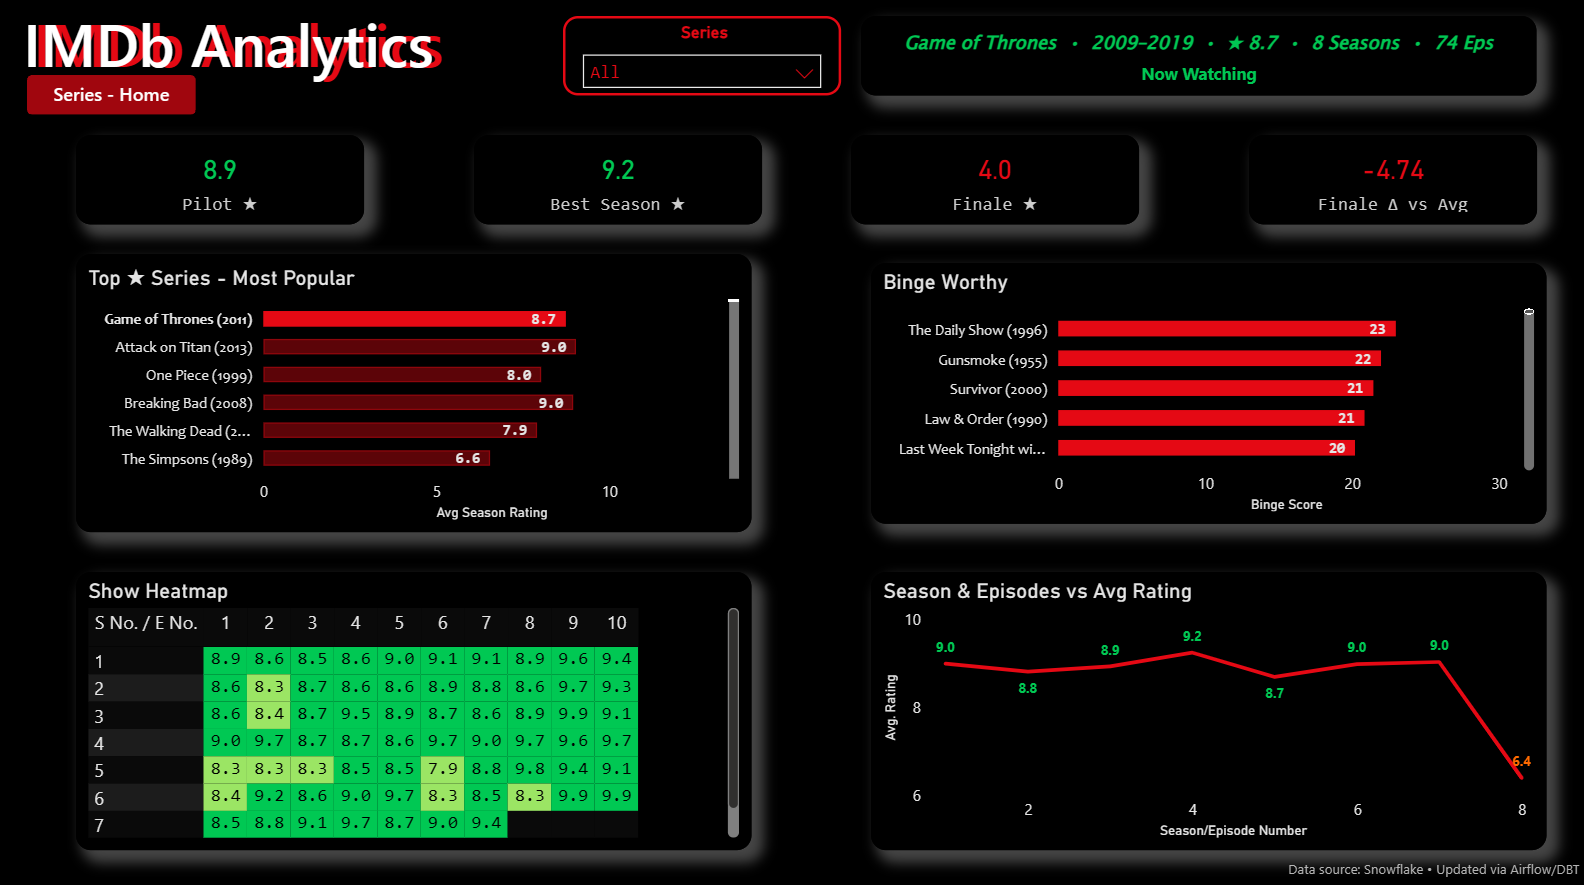 IMDb Analytics
Series - Home
Series
All
Game of Thrones • 2009–2019 • ★ 8.7 • 8 Seasons • 74 Eps
Now Watching
8.9
Pilot ★
9.2
Best Season ★
4.0
Finale ★
-4.74
Finale Δ vs Avg
Top ★ Series - Most Popular
Game of Thrones (2011) 8.7
Attack on Titan (2013) 9.0
One Piece (1999) 8.0
Breaking Bad (2008) 9.0
The Walking Dead (2... 7.9
The Simpsons (1989) 6.6
0 5 10
Avg Season Rating
Binge Worthy
The Daily Show (1996) 23
Gunsmoke (1955) 22
Survivor (2000) 21
Law & Order (1990) 21
Last Week Tonight wi... 20
0 10 20 30
Binge Score
Show Heatmap
S No. / E No. 1 2 3 4 5 6 7 8 9 10
1 8.9 8.6 8.5 8.6 9.0 9.1 9.1 8.9 9.6 9.4
2 8.6 8.3 8.7 8.6 8.6 8.9 8.8 8.6 9.7 9.3
3 8.6 8.4 8.7 9.5 8.9 8.7 8.6 8.9 9.9 9.1
4 9.0 9.7 8.7 8.7 8.6 9.7 9.0 9.7 9.6 9.7
5 8.3 8.3 8.3 8.5 8.5 7.9 8.8 9.8 9.4 9.1
6 8.4 9.2 8.6 9.0 9.7 8.3 8.5 8.3 9.9 9.9
7 8.5 8.8 9.1 9.7 8.7 9.0 9.4
Season & Episodes vs Avg Rating
10
8
6
Avg. Rating
9.0 8.8 8.9 9.2 8.7 9.0 9.0 6.4
2 4 6 8
Season/Episode Number
Data source: Snowflake • Updated via Airflow/DBT